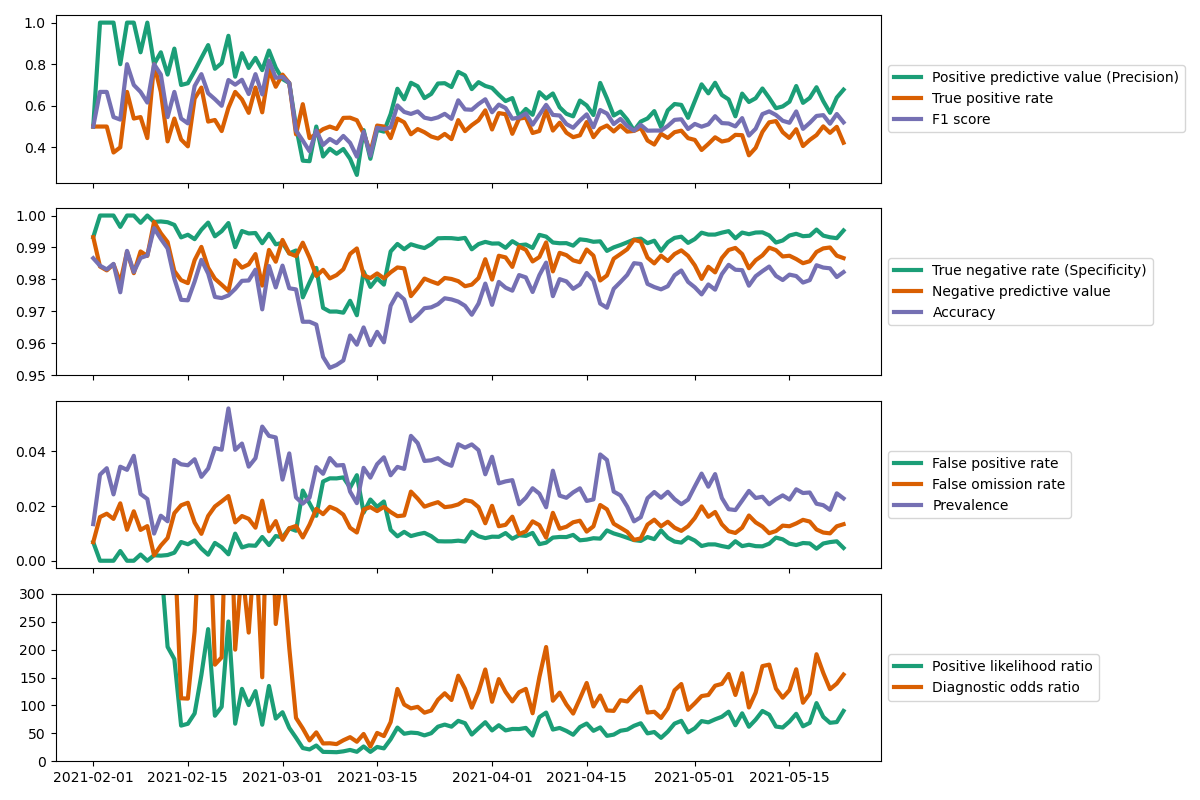 1.0
0.8
0.6
0.4
Positive predictive value (Precision)
True positive rate
F1 score
1.00
0.99
0.98
0.97
0.96
0.95
True negative rate (Specificity)
Negative predictive value
Accuracy
0.04
0.02
0.00
False positive rate
False omission rate
Prevalence
300
250
200
150
100
50
0
Positive likelihood ratio
Diagnostic odds ratio
2021-02-01 2021-02-15 2021-03-01 2021-03-15 2021-04-01 2021-04-15 2021-05-01 2021-05-15